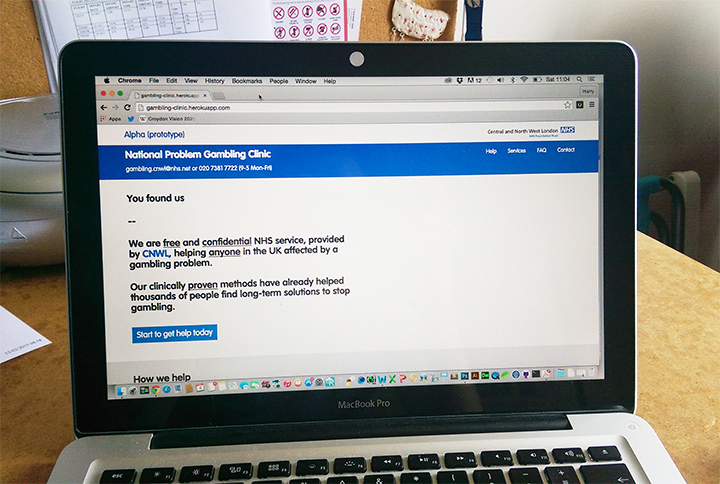 Chrome File Edit View History Bookmarks People Window Help
12 Sat 11:04
gambling-clinic.herokuapp
Harry
gambling-clinic.herokuapp.com
Apps Croydon Vision 202
Alpha (prototype)
Central and North West London NHS
NHS Foundation Trust
National Problem Gambling Clinic
Help Services FAQ Contact
gambling.cnwl@nhs.net or 020 7381 7722 (9-5 Mon-Fri)
You found us
--
We are free and confidential NHS service, provided
by CNWL, helping anyone in the UK affected by a
gambling problem.
Our clinically proven methods have already helped
thousands of people find long-term solutions to stop
gambling.
Start to get help today
How we help
MacBook Pro
esc